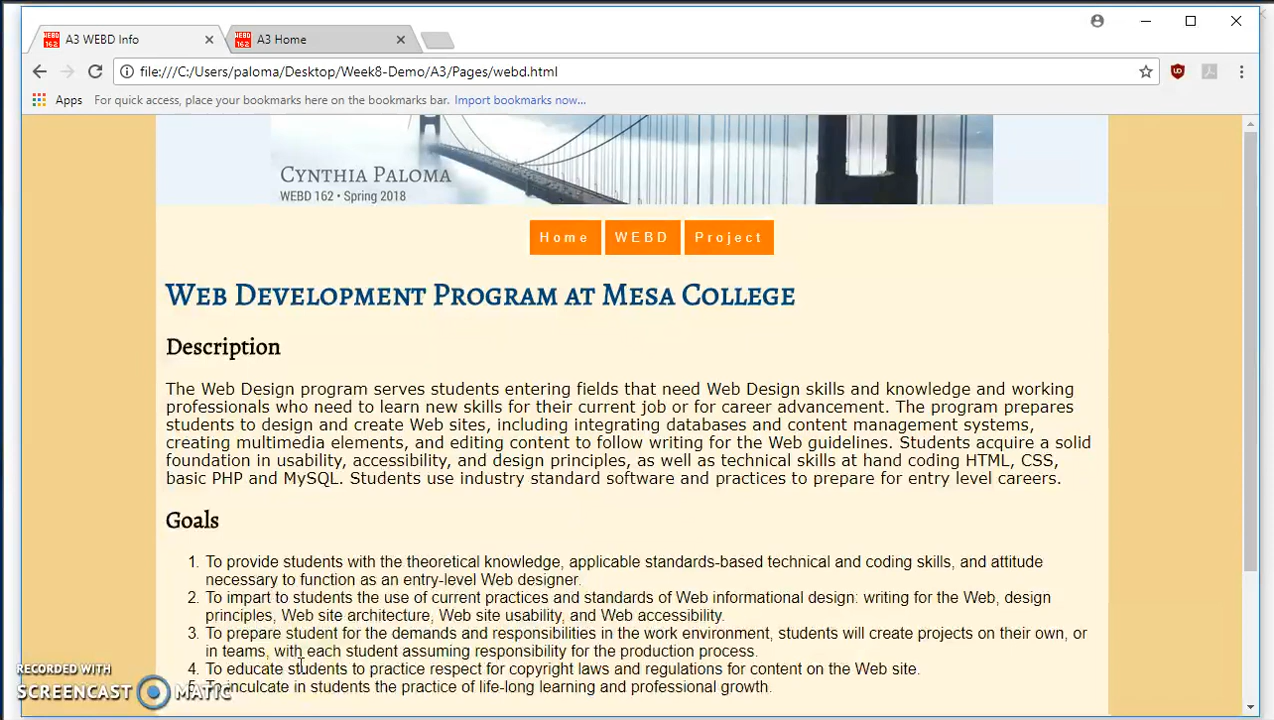 A3 WEBD Info
A3 Home
file:///C:/Users/paloma/Desktop/Week8-Demo/A3/Pages/webd.html
Apps For quick access, place your bookmarks here on the bookmarks bar. Import bookmarks now...
CYNTHIA PALOMA
WEBD 162 • Spring 2018
Home WEBD Project
WEB DEVELOPMENT PROGRAM AT MESA COLLEGE
Description
The Web Design program serves students entering fields that need Web Design skills and knowledge and working
professionals who need to learn new skills for their current job or for career advancement. The program prepares
students to design and create Web sites, including integrating databases and content management systems,
creating multimedia elements, and editing content to follow writing for the Web guidelines. Students acquire a solid
foundation in usability, accessibility, and design principles, as well as technical skills at hand coding HTML, CSS,
basic PHP and MySQL. Students use industry standard software and practices to prepare for entry level careers.
Goals
1. To provide students with the theoretical knowledge, applicable standards-based technical and coding skills, and attitude
necessary to function as an entry-level Web designer.
2. To impart to students the use of current practices and standards of Web informational design: writing for the Web, design
principles, Web site architecture, Web site usability, and Web accessibility.
3. To prepare student for the demands and responsibilities in the work environment, students will create projects on their own, or
in teams, with each student assuming responsibility for the production process.
4. To educate students to practice respect for copyright laws and regulations for content on the Web site.
To inculcate in students the practice of life-long learning and professional growth.
RECORDED WITH
SCREENCAST MATIC